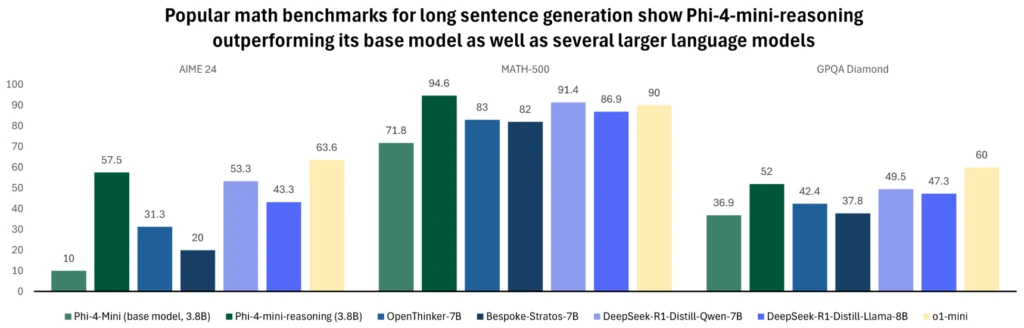 Popular math benchmarks for long sentence generation show Phi-4-mini-reasoning
outperforming its base model as well as several larger language models
AIME 24 MATH-500 GPQA Diamond
100
90
80
70
60
50
40
30
20
10
0
10 57.5 31.3 20 53.3 43.3 63.6
71.8 94.6 83 82 91.4 86.9 90
36.9 52 42.4 37.8 49.5 47.3 60
Phi-4-Mini (base model, 3.8B) Phi-4-mini-reasoning (3.8B) OpenThinker-7B Bespoke-Stratos-7B DeepSeek-R1-Distill-Qwen-7B DeepSeek-R1-Distill-Llama-8B o1-mini